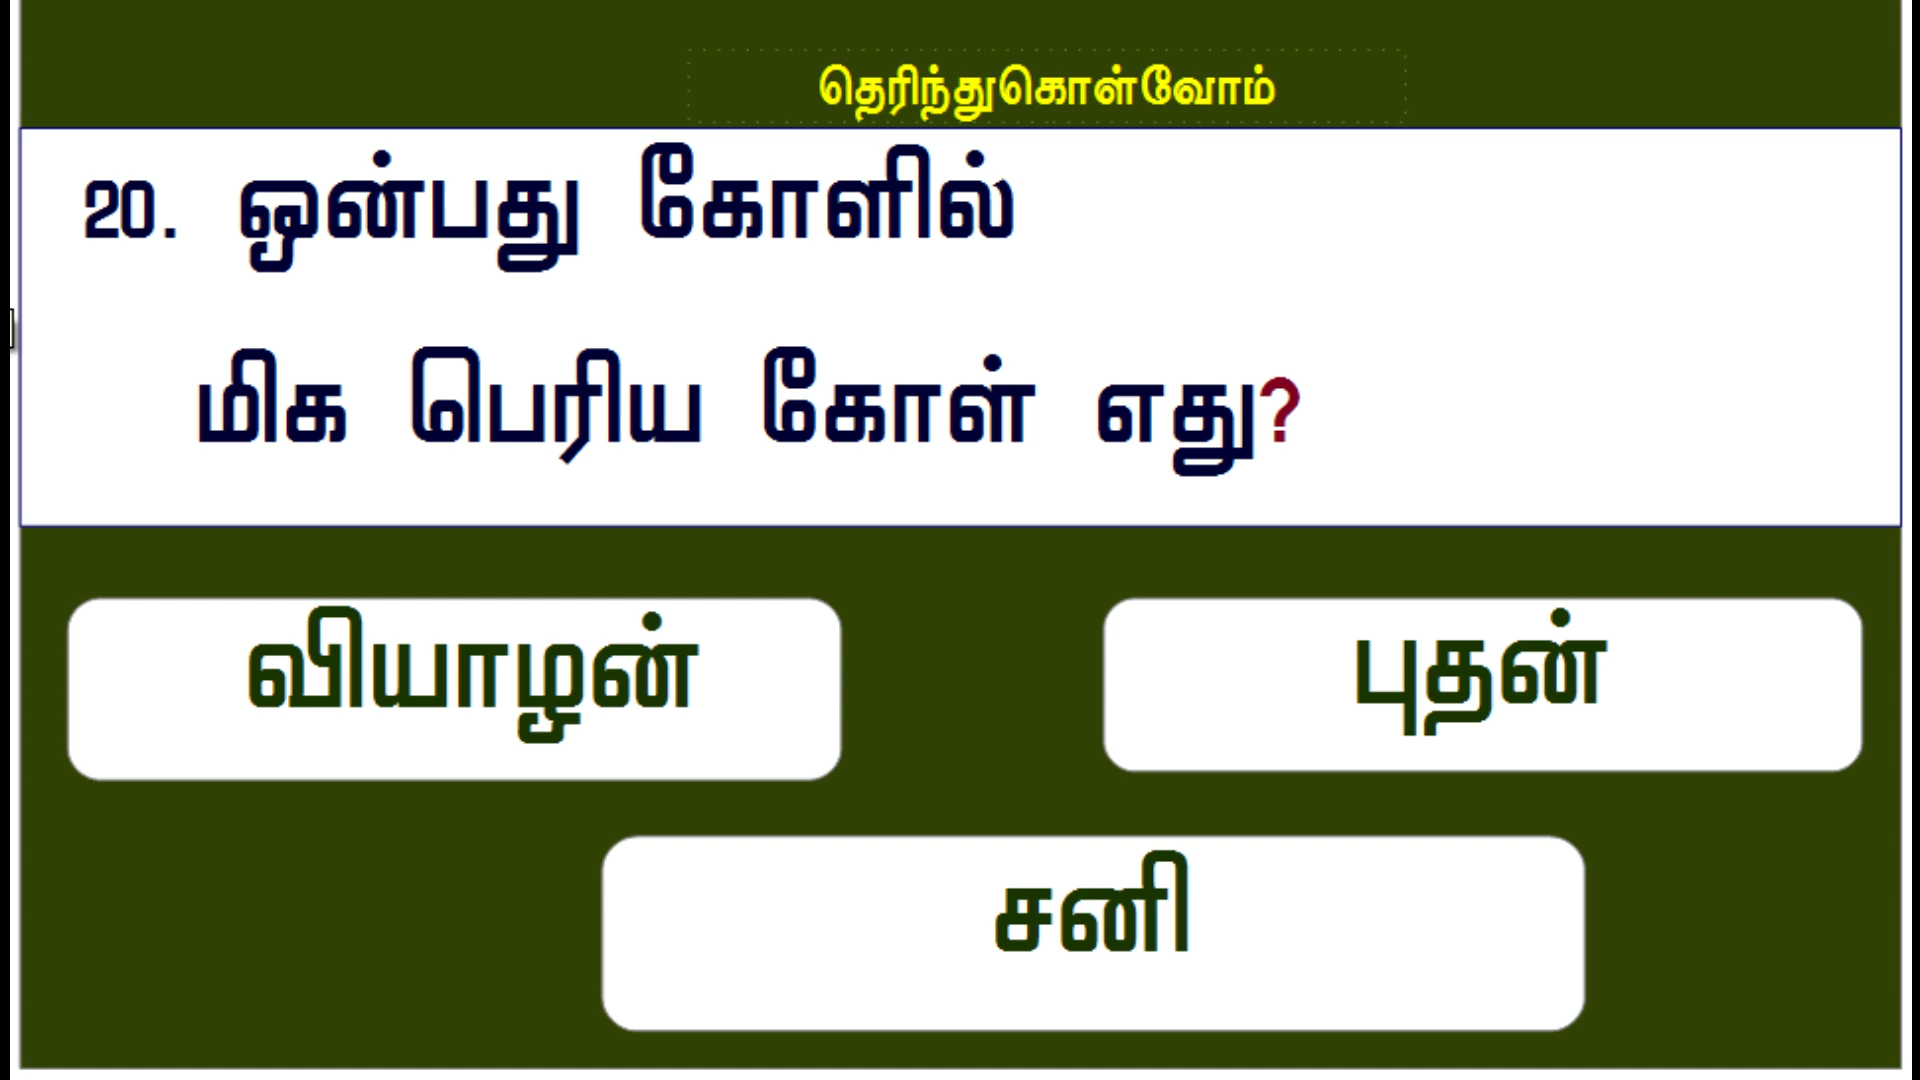 தெரிந்துகொள்வோம்
20. ஒன்பது கோளில்
மிக பெரிய கோள் எது?
வியாழன்
புதன்
சனி